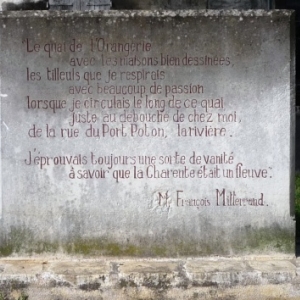 "Le quai de l'Orangerie
avec les maisons bien dessinées,
les tilleuls que je respirais
avec beaucoup de passion
lorsque je circulais le long de ce quai
juste au débouché de chez moi,
de la rue du Port Poton, la rivière.
J'éprouvais toujours une sorte de vanité
à savoir que la Charente était un fleuve."
François Mitterrand.